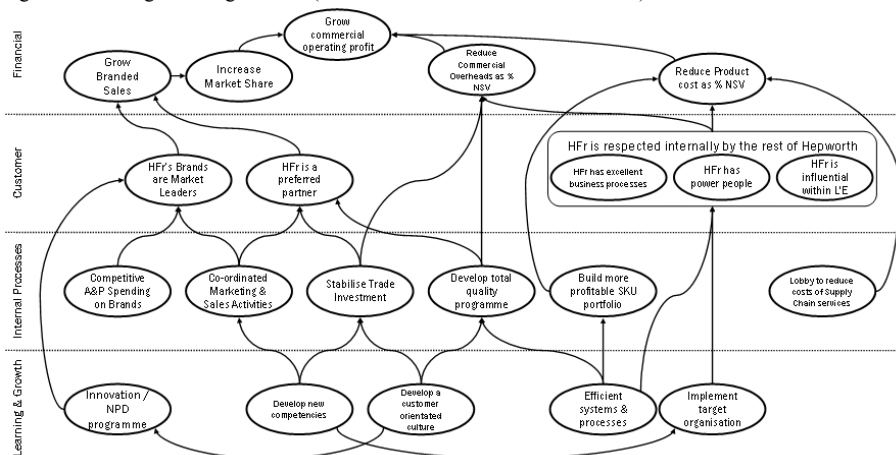 Financial
Grow
commercial
operating profit
Grow
Branded
Sales
Increase
Market Share
Reduce
Commercial
Overheads as %
NSV
Reduce Product
cost as % NSV
Customer
HFr's Brands
are Market
Leaders
HFr is a
preferred
partner
HFr is respected internally by the rest of Hepworth
HFr has excellent
business processes
HFr has
power people
HFr is
influential
within L'E
Internal Processes
Competitive
A&P Spending
on Brands
Co-ordinated
Marketing &
Sales Activities
Stabilise Trade
Investment
Develop total
quality
programme
Build more
profitable SKU
portfolio
Lobby to reduce
costs of Supply
Chain services
Learning & Growth
Innovation /
NPD
programme
Develop new
competencies
Develop a
customer
orientated
culture
Efficient
systems &
processes
Implement
target
organisation